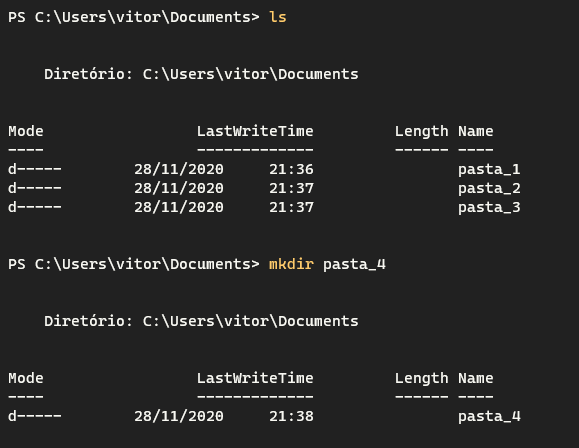 PS C:\Users\vitor\Documents> ls
Diretório: C:\Users\vitor\Documents
Mode                 LastWriteTime         Length Name
----                 -------------         ------ ----
d-----        28/11/2020     21:36                pasta_1
d-----        28/11/2020     21:37                pasta_2
d-----        28/11/2020     21:37                pasta_3
PS C:\Users\vitor\Documents> mkdir pasta_4
Diretório: C:\Users\vitor\Documents
Mode                 LastWriteTime         Length Name
----                 -------------         ------ ----
d-----        28/11/2020     21:38                pasta_4